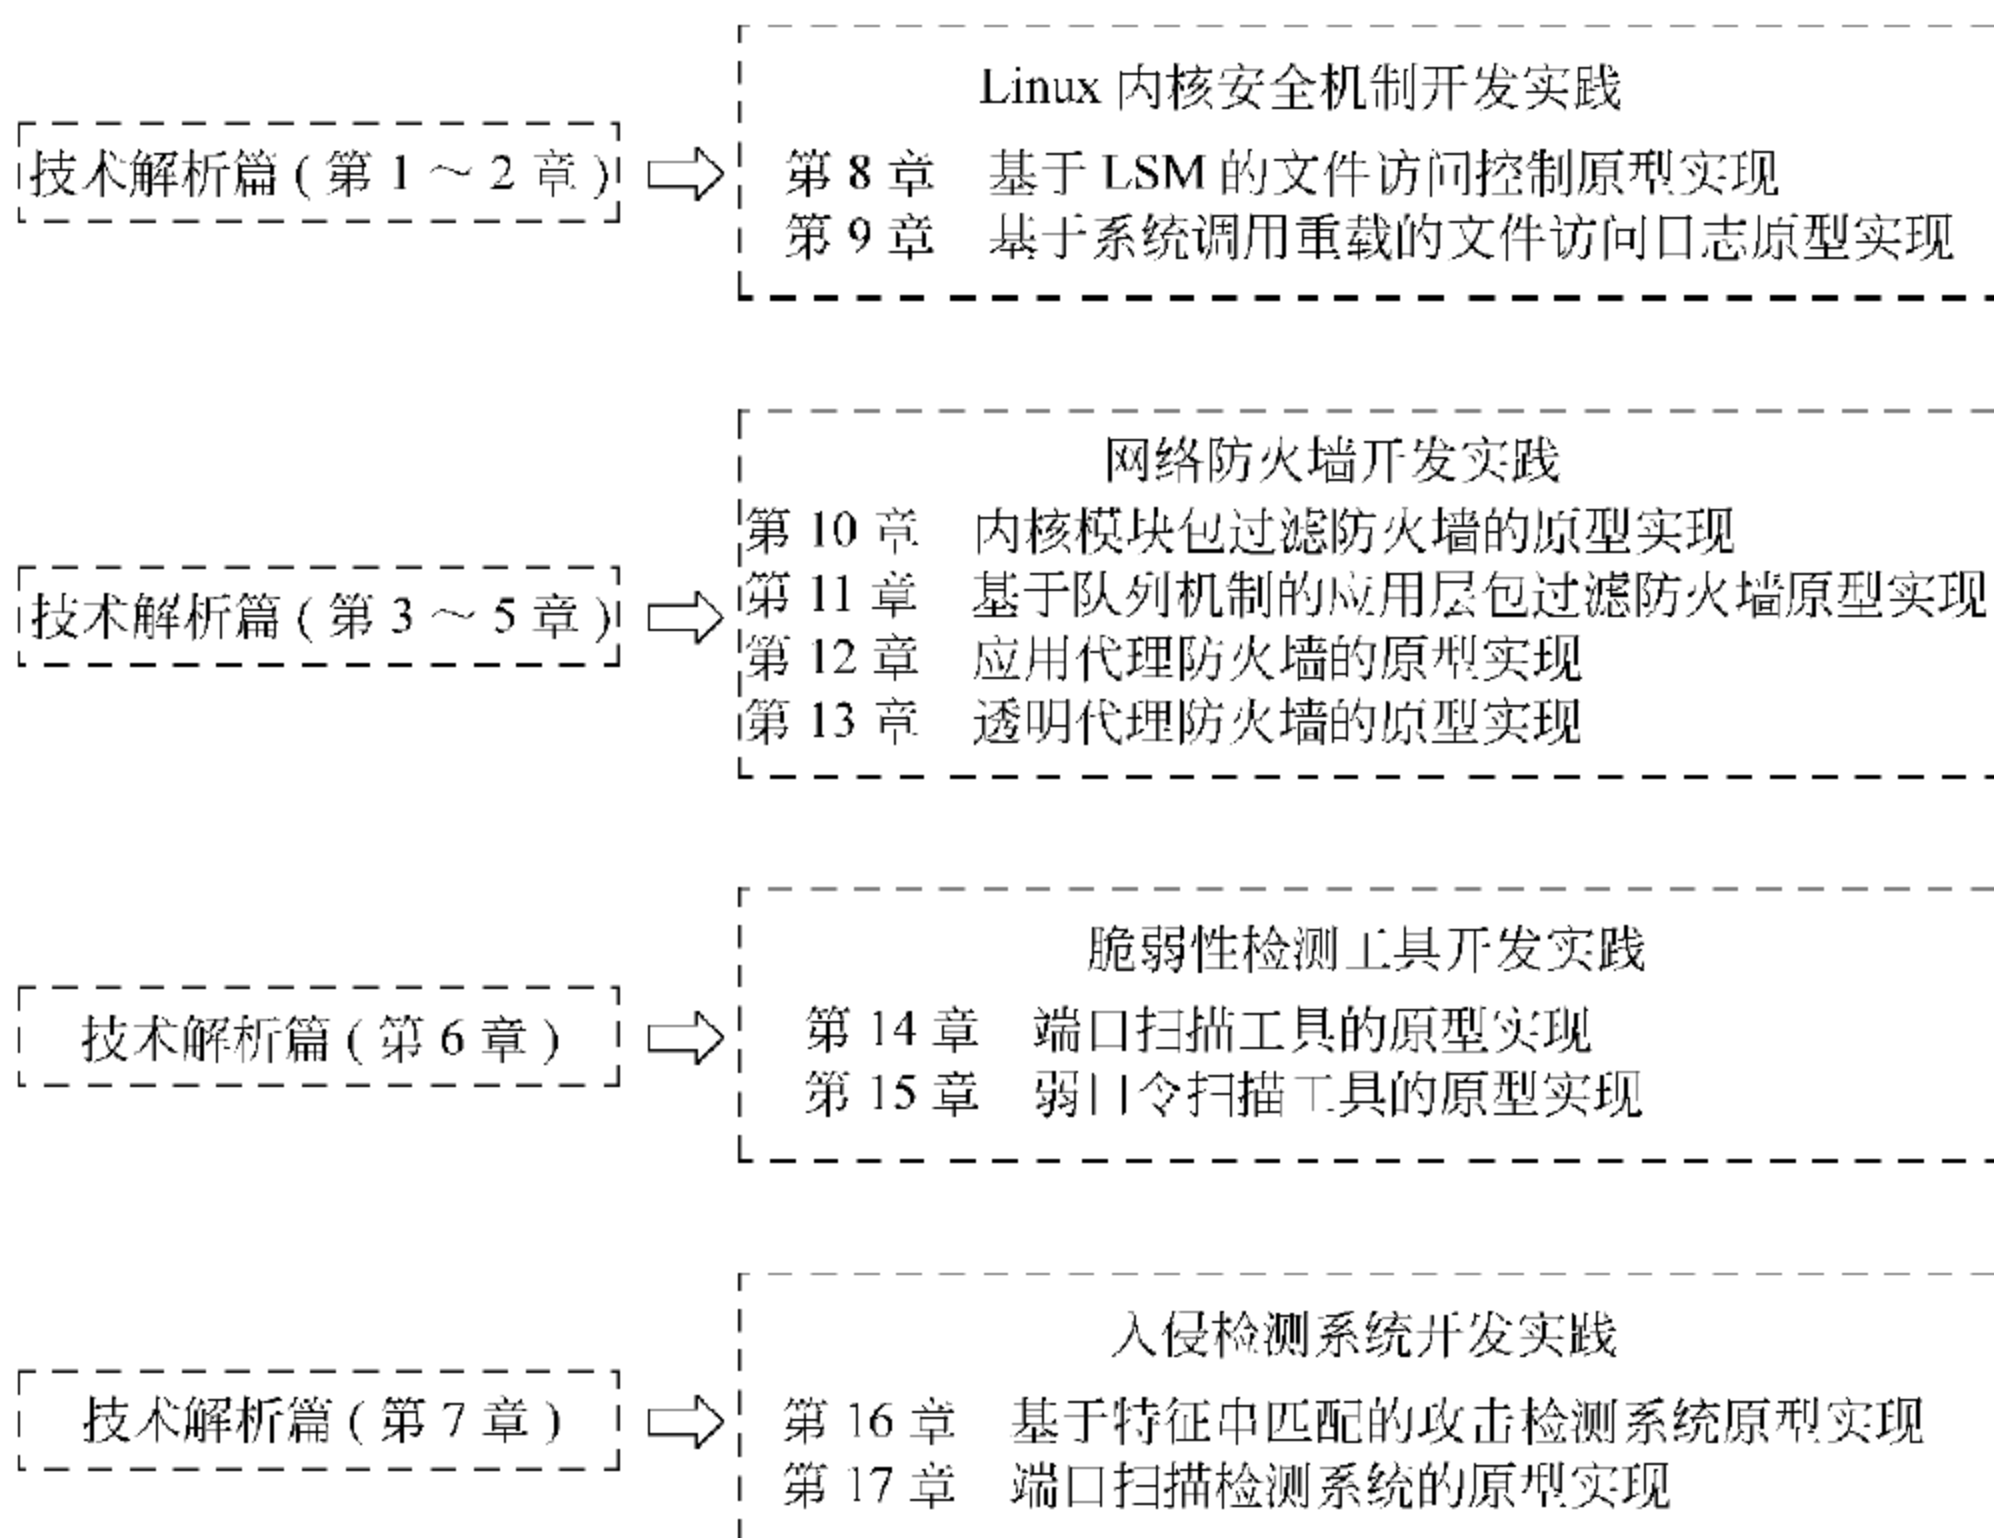 Linux 内核安全机制开发实践
技术解析篇 ( 第 1 ～ 2 章 )
第 8 章 基于 LSM 的文件访问控制原型实现
第 9 章 基于系统调用重载的文件访问日志原型实现
网络防火墙开发实践
第 10 章 内核模块包过滤防火墙的原型实现
技术解析篇 ( 第 3 ～ 5 章 )
第 11 章 基于队列机制的应用层包过滤防火墙原型实现
第 12 章 应用代理防火墙的原型实现
第 13 章 透明代理防火墙的原型实现
脆弱性检测工具开发实践
技术解析篇 ( 第 6 章 )
第 14 章 端口扫描工具的原型实现
第 15 章 弱口令扫描工具的原型实现
入侵检测系统开发实践
技术解析篇 ( 第 7 章 )
第 16 章 基于特征串匹配的攻击检测系统原型实现
第 17 章 端口扫描检测系统的原型实现